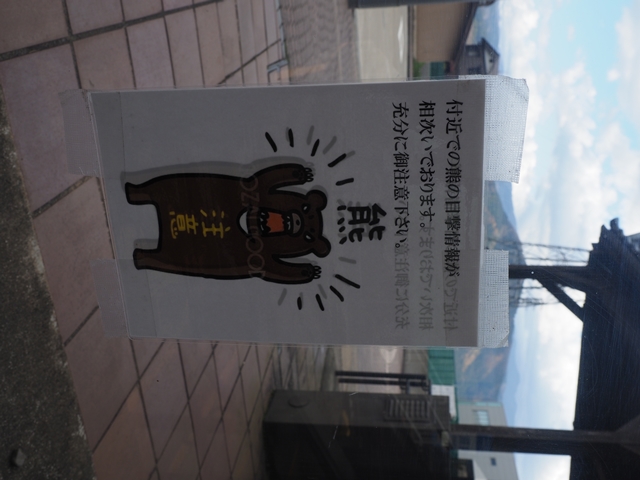 付近での熊の目撃情報が
相次いでおります
充分に御注意下さい
熊
注意